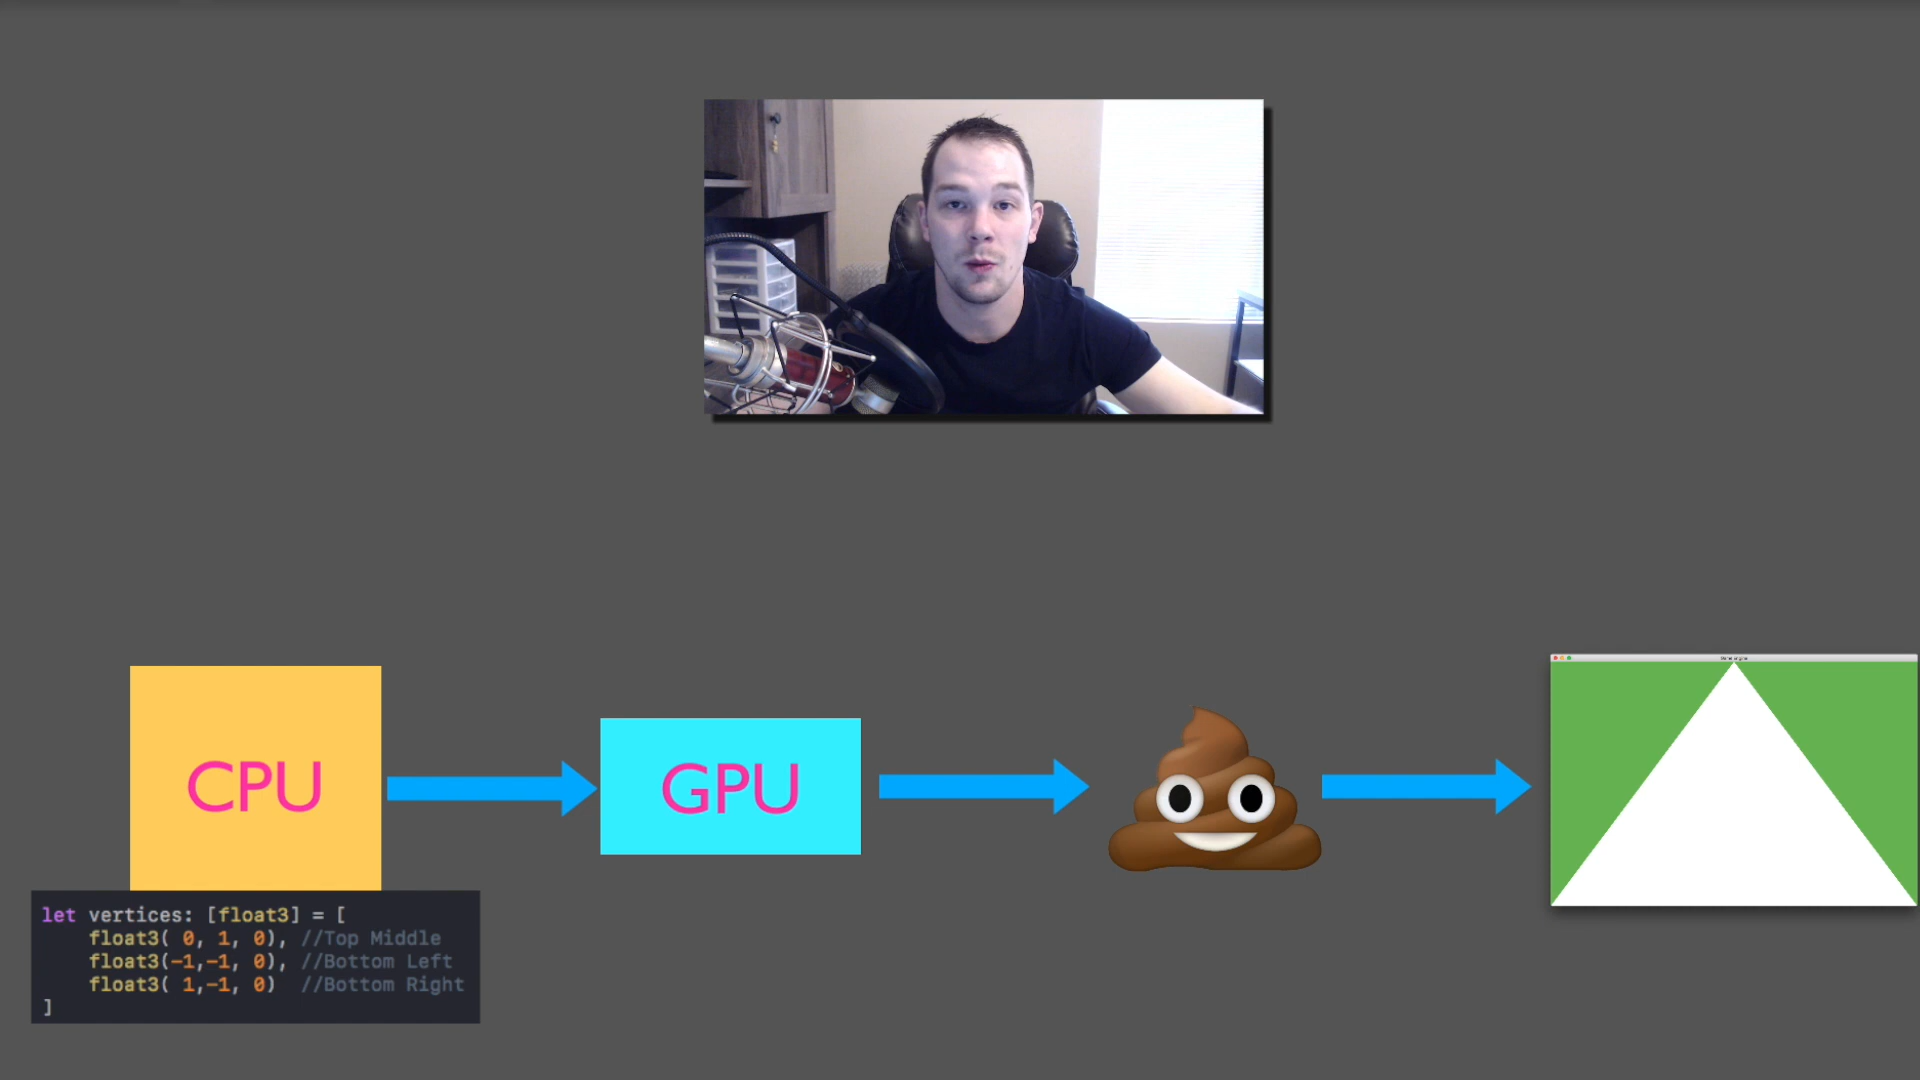 CPU
GPU
let vertices: [float3] = [
float3( 0, 1, 0), //Top Middle
float3(-1,-1, 0), //Bottom Left
float3( 1,-1, 0) //Bottom Right
]